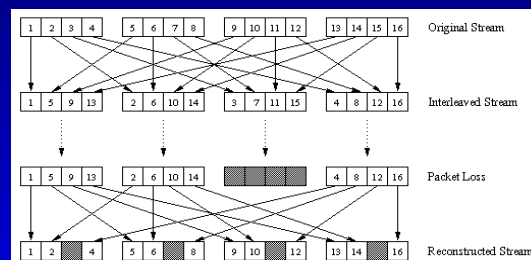 1 2 3 4 5 6 7 8 9 10 11 12 13 14 15 16 Original Stream
1 5 9 13 2 6 10 14 3 7 11 15 4 8 12 16 Interleaved Stream
1 5 9 13 2 6 10 14 4 8 12 16 Packet Loss
1 2 4 5 6 8 9 10 12 13 14 16 Reconstructed Stream